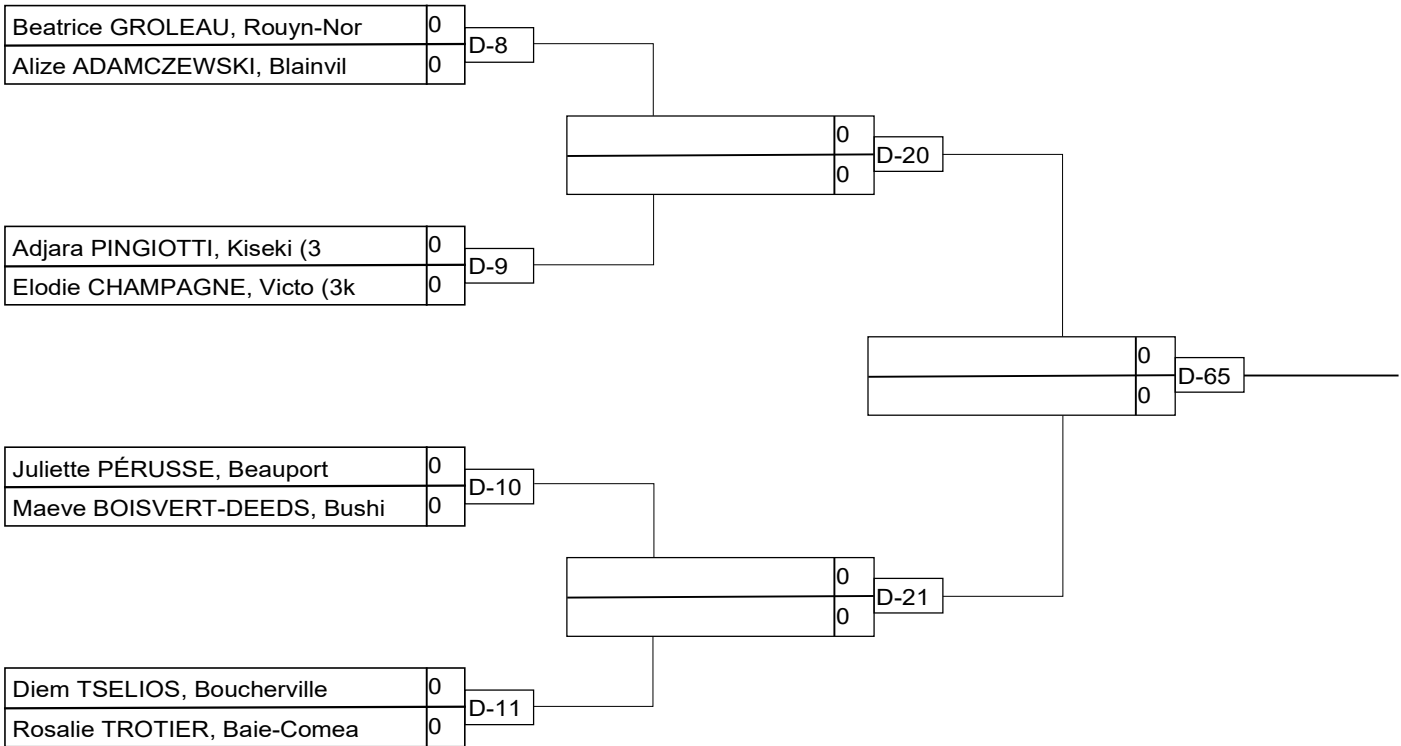 Beatrice GROLEAU, Rouyn-Nor 0
D-8
Alize ADAMCZEWSKI, Blainvil 0
0
D-20
0
Adjara PINGIOTTI, Kiseki (3 0
D-9
Elodie CHAMPAGNE, Victo (3k 0
0
D-65
0
Juliette PÉRUSSE, Beauport 0
D-10
Maeve BOISVERT-DEEDS, Bushi 0
0
D-21
0
Diem TSELIOS, Boucherville 0
D-11
Rosalie TROTIER, Baie-Comea 0